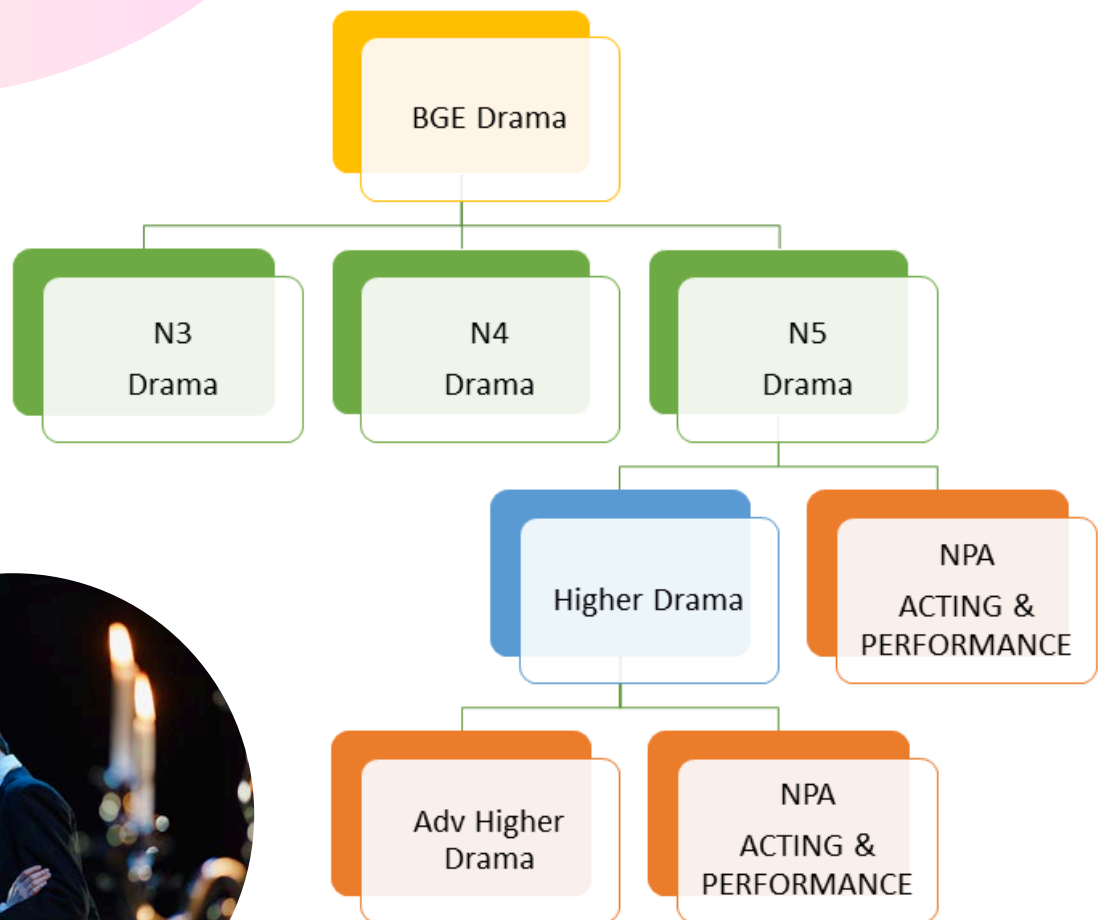 BGE Drama
N3
Drama
N4
Drama
N5
Drama
Higher Drama
NPA
ACTING &
PERFORMANCE
Adv Higher
Drama
NPA
ACTING &
PERFORMANCE